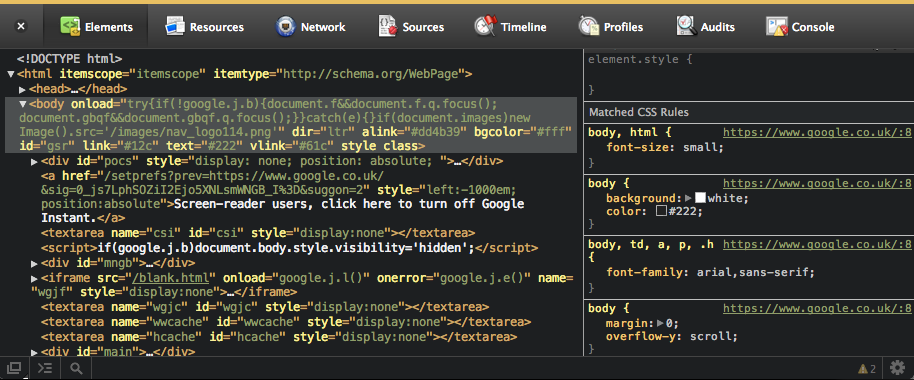 × Elements Resources Network Sources Timeline Profiles Audits Console
<!DOCTYPE html>
▼<html itemscope="itemscope" itemtype="http://schema.org/WebPage">
▶<head>…</head>
▼<body onload="try{if(!google.j.b){document.f&&document.f.q.focus();
document.gbqf&&document.gbqf.q.focus();}}catch(e){}if(document.images)new
Image().src='/images/nav_logo114.png'" dir="ltr" alink="#dd4b39" bgcolor="#fff"
id="gsr" link="#12c" text="#222" vlink="#61c" style class>
▶<div id="pocs" style="display: none; position: absolute; ">…</div>
<a href="/setprefs?prev=https://www.google.co.uk/
&sig=0_js7LphSOZiI2Ejo5XNLsmWNGB_I%3D&suggon=2" style="left:-1000em;
position:absolute">Screen-reader users, click here to turn off Google
Instant.</a>
<textarea name="csi" id="csi" style="display:none"></textarea>
<script>if(google.j.b)document.body.style.visibility='hidden';</script>
▶<div id="mngb">…</div>
▶<iframe src="/blank.html" onload="google.j.l()" onerror="google.j.e()" name=
"wgjf" style="display:none">…</iframe>
<textarea name="wgjc" id="wgjc" style="display:none"></textarea>
<textarea name="wwcache" id="wwcache" style="display:none"></textarea>
<textarea name="hcache" id="hcache" style="display:none"></textarea>
▶<div id="main">…</div>
element.style {
}
Matched CSS Rules
body, html { https://www.google.co.uk/:8
font-size: small;
}
body { https://www.google.co.uk/:8
background:▶white;
color: #222;
}
body, td, a, p, .h https://www.google.co.uk/:8
{
font-family: arial,sans-serif;
}
body { https://www.google.co.uk/:8
margin:▶0;
overflow-y: scroll;
}
2